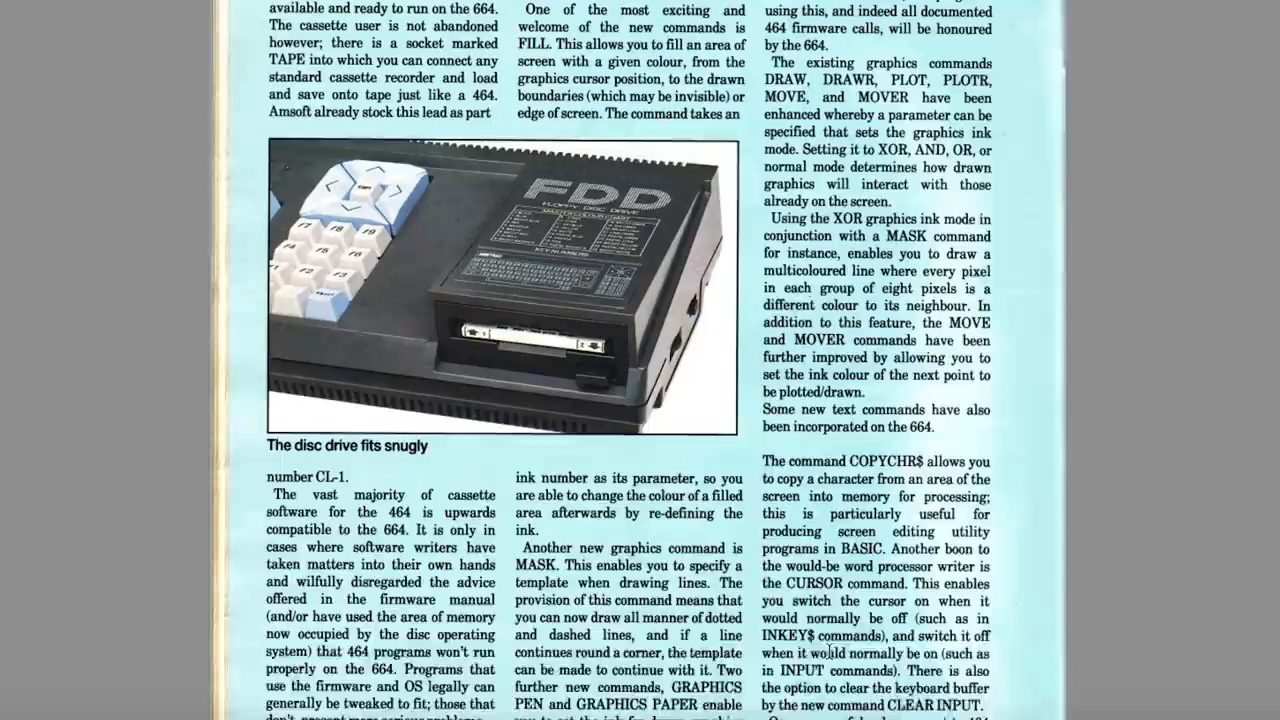 available and ready to run on the 664.
The cassette user is not abandoned
however; there is a socket marked
TAPE into which you can connect any
standard cassette recorder and load
and save onto tape just like a 464.
Amsoft already stock this lead as part
One of the most exciting and
welcome of the new commands is
FILL. This allows you to fill an area of
screen with a given colour, from the
graphics cursor position, to the drawn
boundaries (which may be invisible) or
edge of screen. The command takes an
FDD
FLOPPY DISC DRIVE
KEY NUMBERS
F7
F8
F9
F4
F5
F6
F2
F3
The disc drive fits snugly
number CL-1.
The vast majority of cassette
software for the 464 is upwards
compatible to the 664. It is only in
cases where software writers have
taken matters into their own hands
and wilfully disregarded the advice
offered in the firmware manual
(and/or have used the area of memory
now occupied by the disc operating
system) that 464 programs won't run
properly on the 664. Programs that
use the firmware and OS legally can
generally be tweaked to fit; those that
don't present more serious problems
ink number as its parameter, so you
are able to change the colour of a filled
area afterwards by re-defining the
ink.
Another new graphics command is
MASK. This enables you to specify a
template when drawing lines. The
provision of this command means that
you can now draw all manner of dotted
and dashed lines, and if a line
continues round a corner, the template
can be made to continue with it. Two
further new commands, GRAPHICS
PEN and GRAPHICS PAPER enable
using this, and indeed all documented
464 firmware calls, will be honoured
by the 664.
The existing graphics commands
DRAW, DRAWR, PLOT, PLOTR,
MOVE, and MOVER have been
enhanced whereby a parameter can be
specified that sets the graphics ink
mode. Setting it to XOR, AND, OR, or
normal mode determines how drawn
graphics will interact with those
already on the screen.
Using the XOR graphics ink mode in
conjunction with a MASK command
for instance, enables you to draw a
multicoloured line where every pixel
in each group of eight pixels is a
different colour to its neighbour. In
addition to this feature, the MOVE
and MOVER commands have been
further improved by allowing you to
set the ink colour of the next point to
be plotted/drawn.
Some new text commands have also
been incorporated on the 664.
The command COPYCHR$ allows you
to copy a character from an area of the
screen into memory for processing;
this is particularly useful for
producing screen editing utility
programs in BASIC. Another boon to
the would-be word processor writer is
the CURSOR command. This enables
you switch the cursor on when it
would normally be off (such as in
INKEY$ commands), and switch it off
when it would normally be on (such as
in INPUT commands). There is also
the option to clear the keyboard buffer
by the new command CLEAR INPUT.